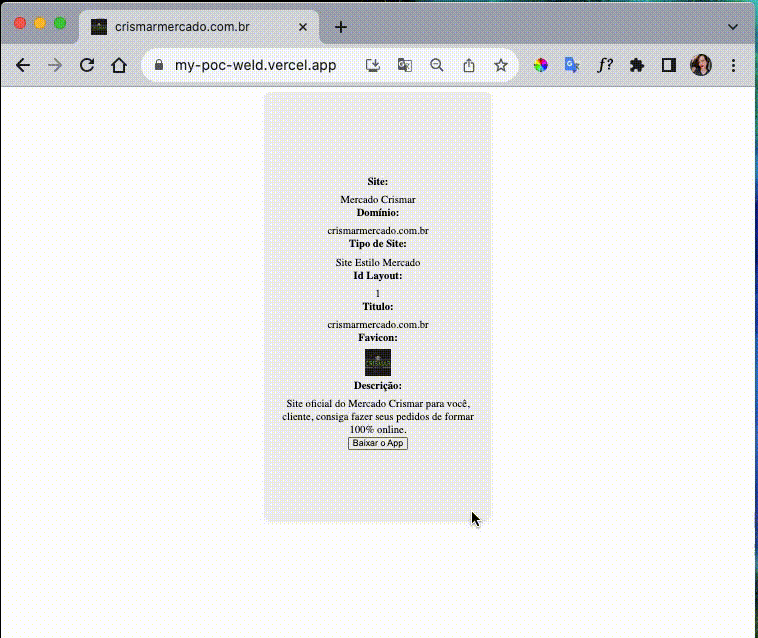 crismarmercado.com.br
my-poc-weld.vercel.app
f?
Site:
Mercado Crismar
Domínio:
crismarmercado.com.br
Tipo de Site:
Site Estilo Mercado
Id Layout:
1
Titulo:
crismarmercado.com.br
Favicon:
Descrição:
Site oficial do Mercado Crismar para você,
cliente, consiga fazer seus pedidos de formar
100% online.
Baixar o App